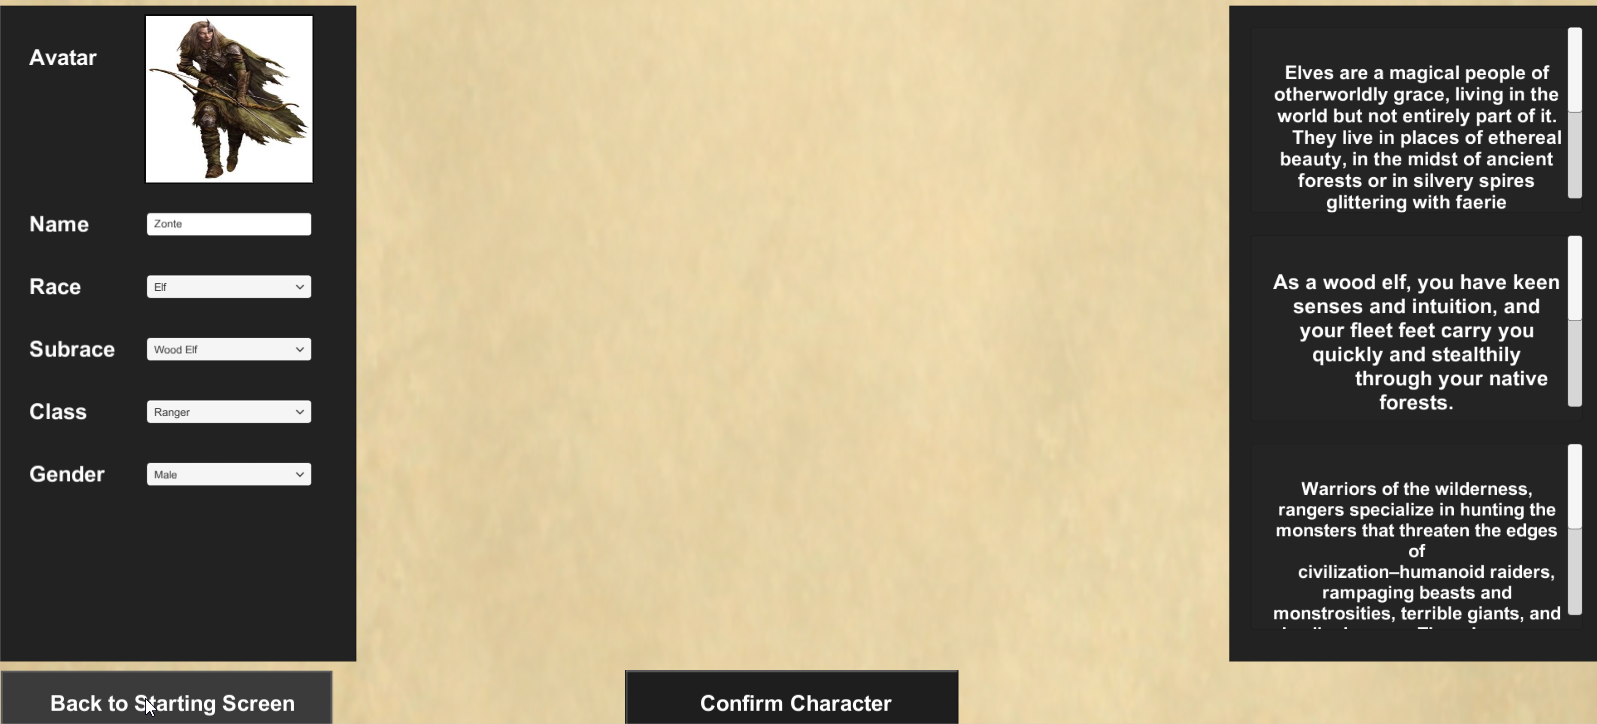 Avatar
Name
Zonte
Race
Elf
Subrace
Wood Elf
Class
Ranger
Gender
Male
Back to Starting Screen
Confirm Character
Elves are a magical people of
otherworldly grace, living in the
world but not entirely part of it.
They live in places of ethereal
beauty, in the midst of ancient
forests or in silvery spires
glittering with faerie
As a wood elf, you have keen
senses and intuition, and
your fleet feet carry you
quickly and stealthily
through your native
forests.
Warriors of the wilderness,
rangers specialize in hunting the
monsters that threaten the edges
of
civilization—humanoid raiders,
rampaging beasts and
monstrosities, terrible giants, and